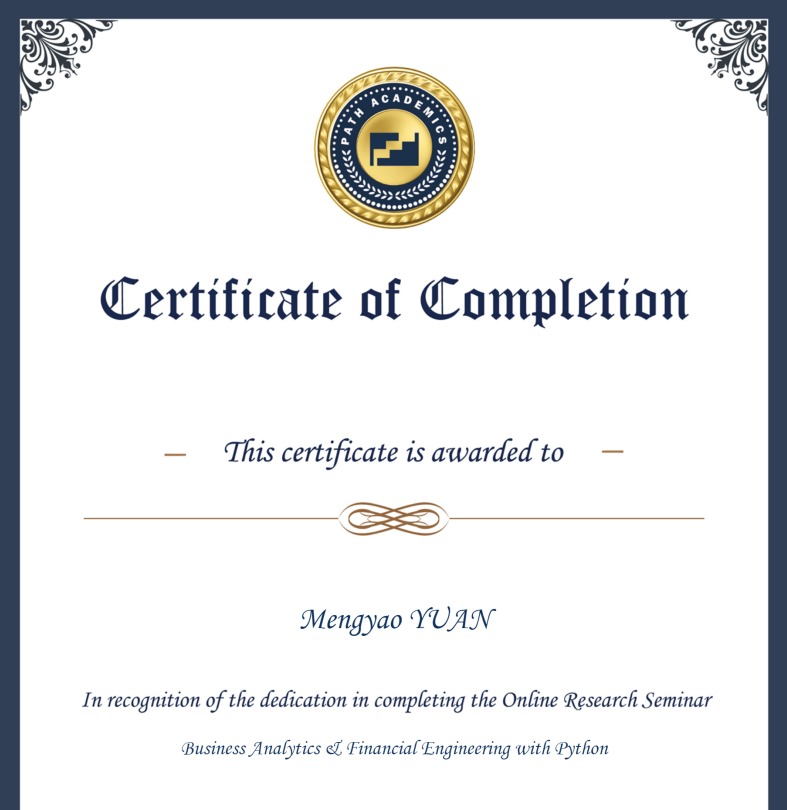 PATH ACADEMICS
Certificate of Completion
This certificate is awarded to
Mengyao YUAN
In recognition of the dedication in completing the Online Research Seminar
Business Analytics & Financial Engineering with Python